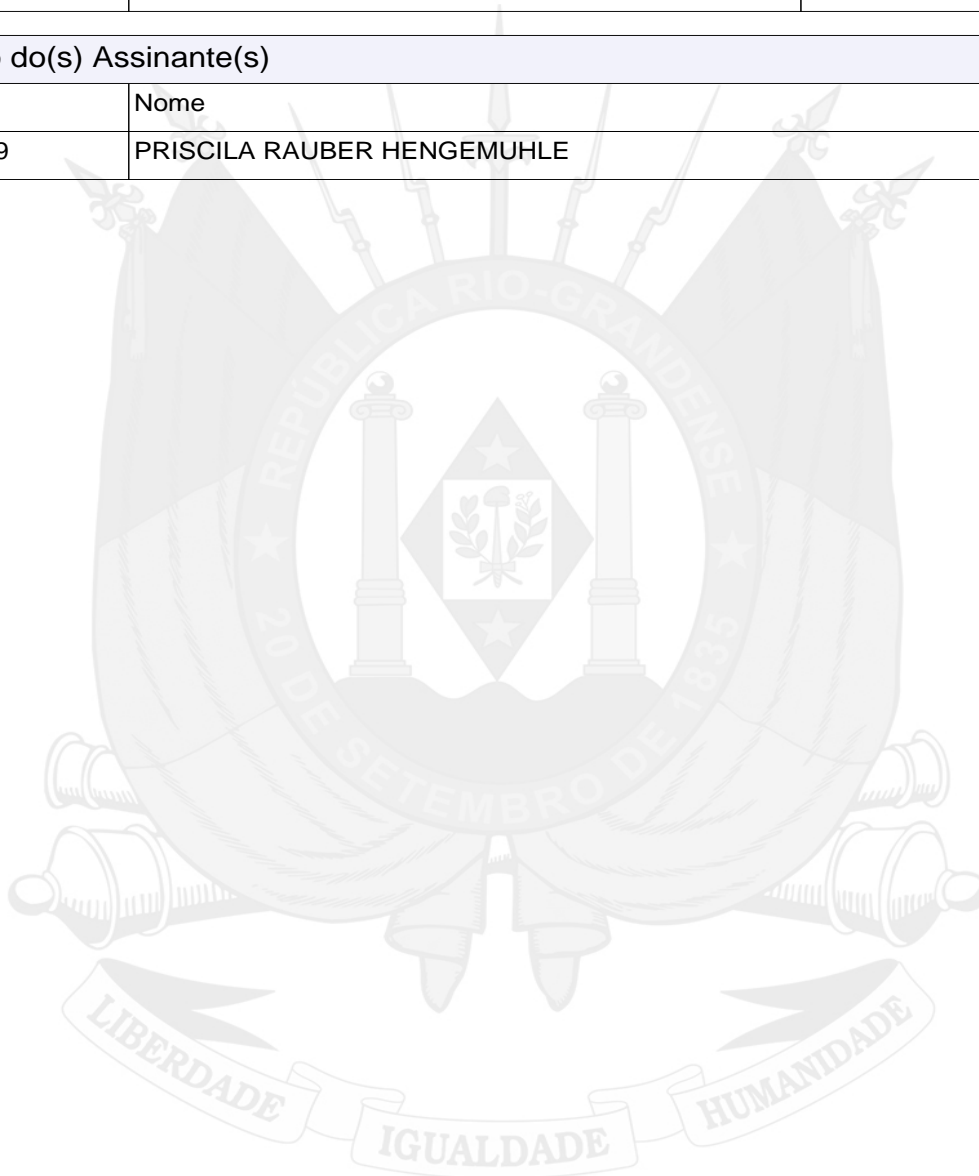 do(s) Assinante(s)
Nome
9
PRISCILA RAUBER HENGEMUHLE
REPÚBLICA RIO-GRANDENSE
20 DE SETEMBRO DE 1835
LIBERDADE
IGUALDADE
HUMANIDADE